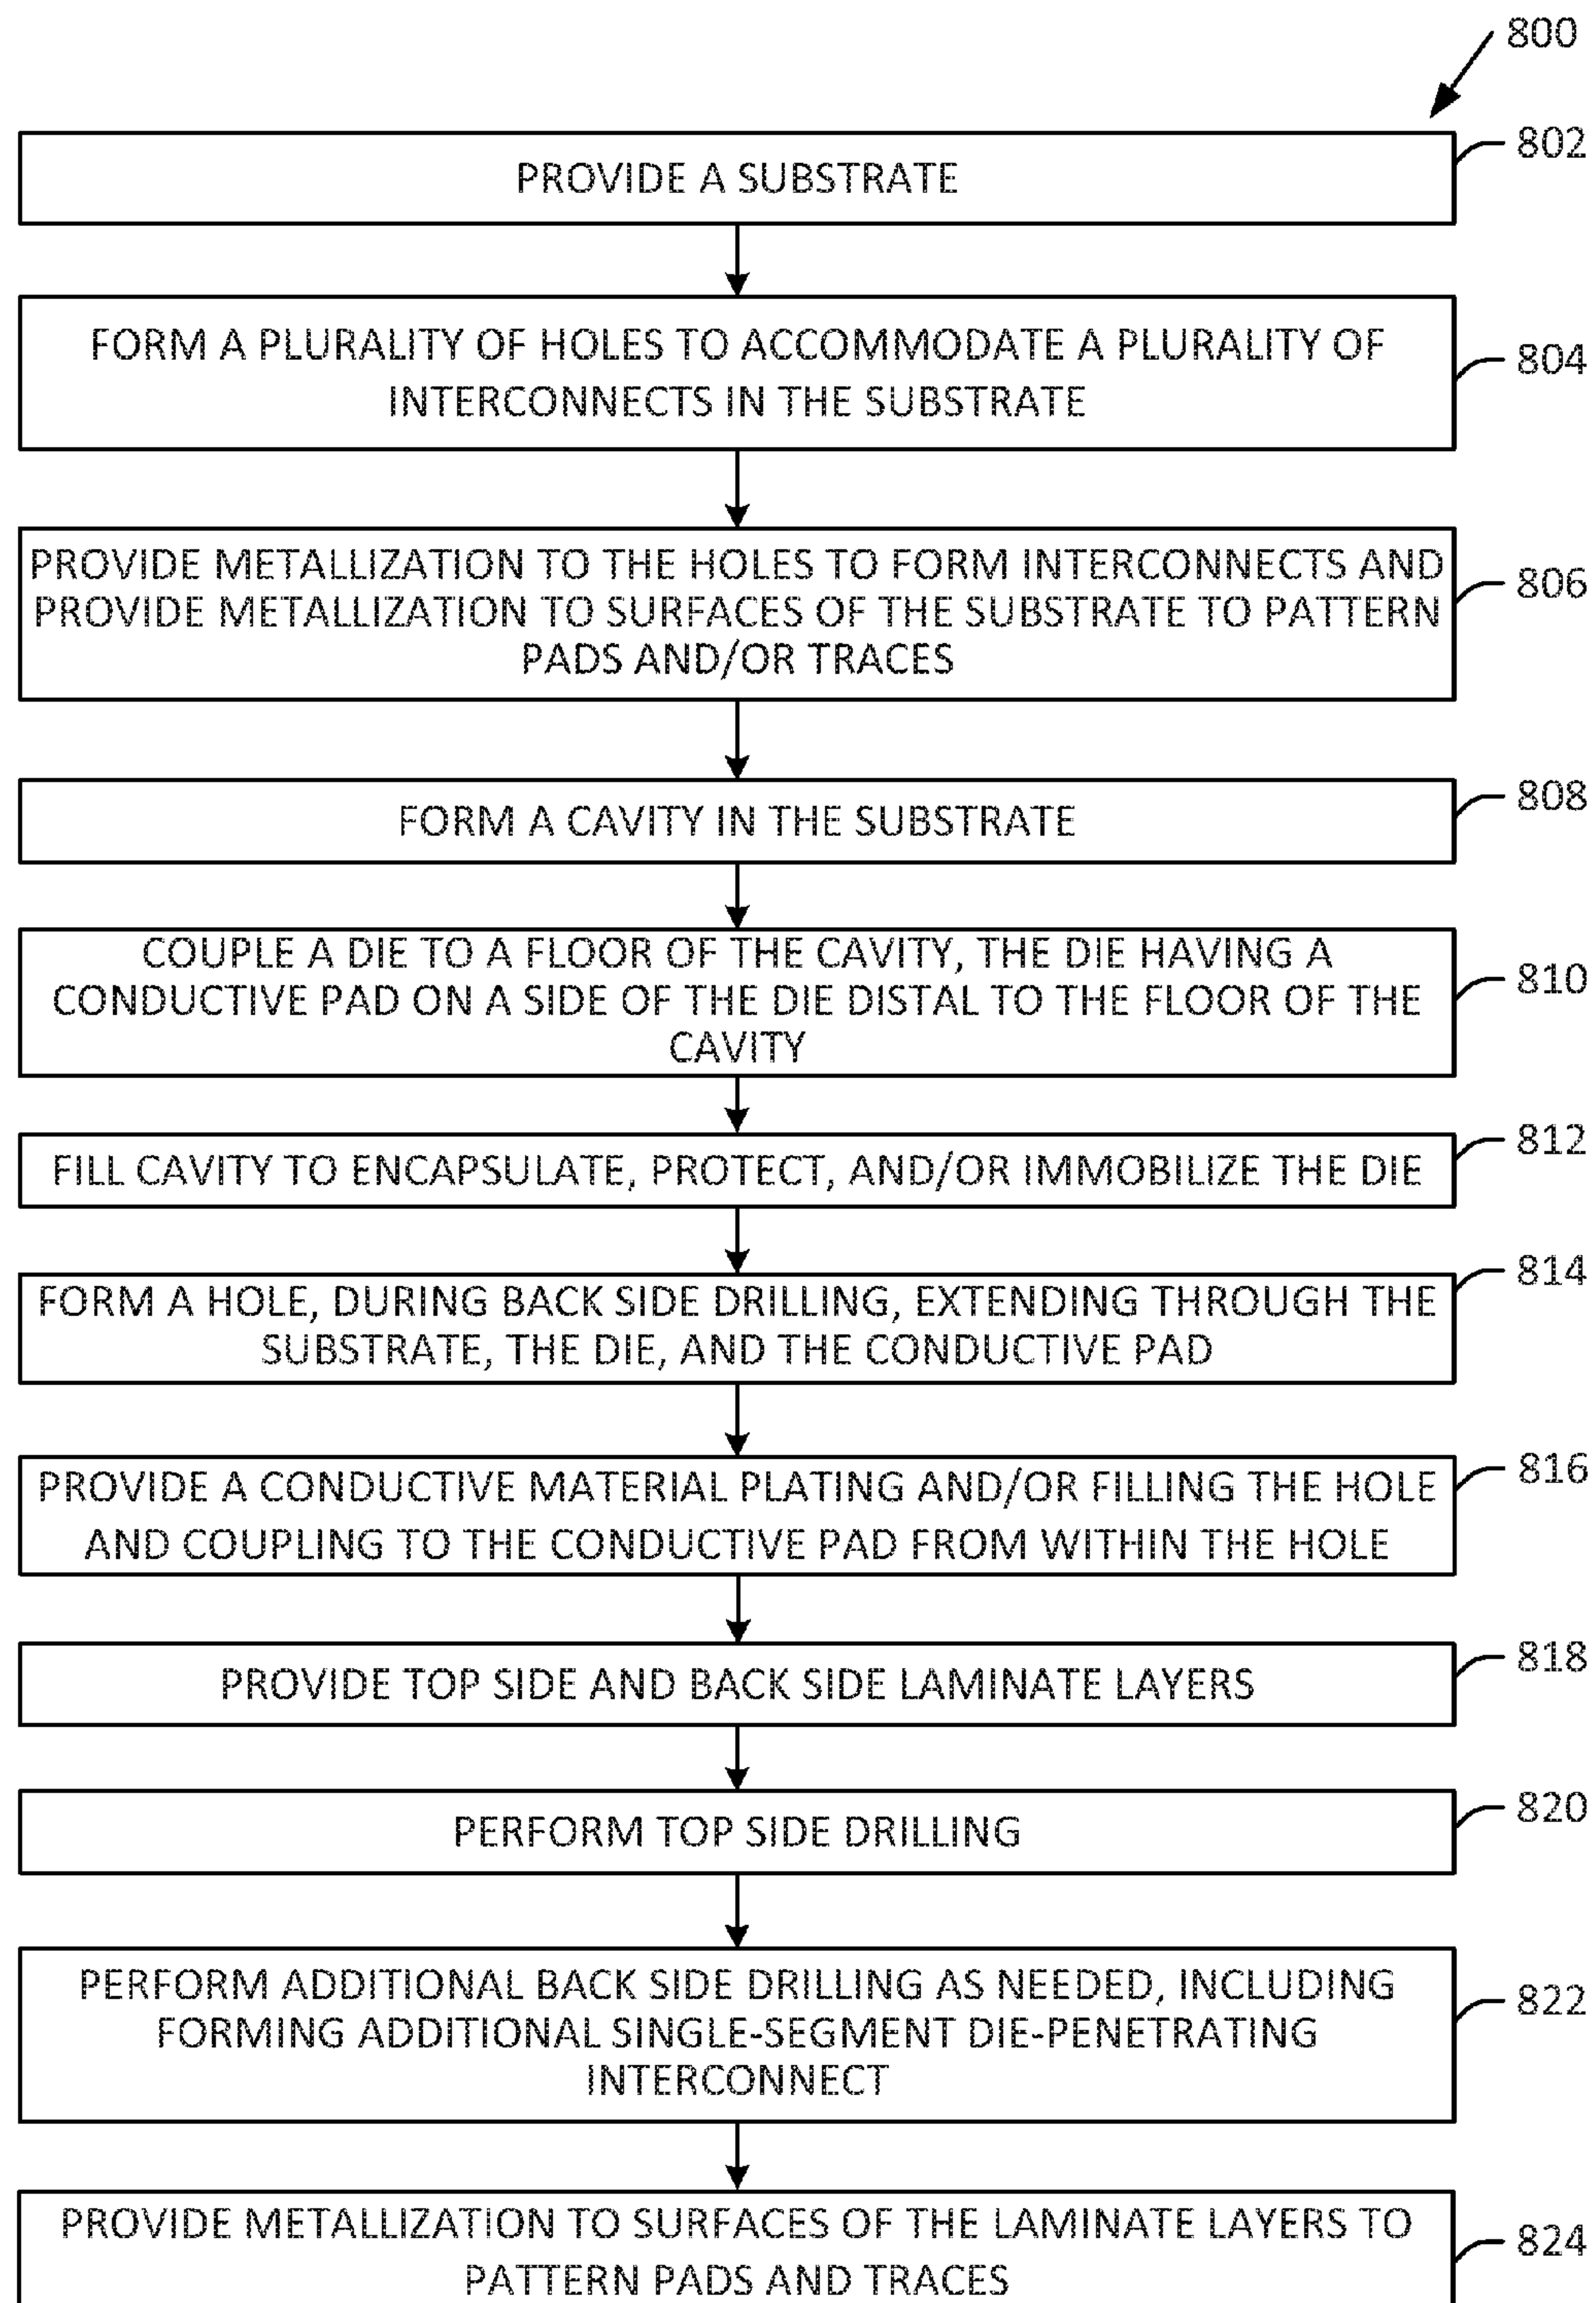 800
802
PROVIDE A SUBSTRATE
804
FORM A PLURALITY OF HOLES TO ACCOMMODATE A PLURALITY OF
INTERCONNECTS IN THE SUBSTRATE
806
PROVIDE METALLIZATION TO THE HOLES TO FORM INTERCONNECTS AND
PROVIDE METALLIZATION TO SURFACES OF THE SUBSTRATE TO PATTERN
PADS AND/OR TRACES
808
FORM A CAVITY IN THE SUBSTRATE
810
COUPLE A DIE TO A FLOOR OF THE CAVITY, THE DIE HAVING A
CONDUCTIVE PAD ON A SIDE OF THE DIE DISTAL TO THE FLOOR OF THE
CAVITY
812
FILL CAVITY TO ENCAPSULATE, PROTECT, AND/OR IMMOBILIZE THE DIE
814
FORM A HOLE, DURING BACK SIDE DRILLING, EXTENDING THROUGH THE
SUBSTRATE, THE DIE, AND THE CONDUCTIVE PAD
816
PROVIDE A CONDUCTIVE MATERIAL PLATING AND/OR FILLING THE HOLE
AND COUPLING TO THE CONDUCTIVE PAD FROM WITHIN THE HOLE
818
PROVIDE TOP SIDE AND BACK SIDE LAMINATE LAYERS
820
PERFORM TOP SIDE DRILLING
822
PERFORM ADDITIONAL BACK SIDE DRILLING AS NEEDED, INCLUDING
FORMING ADDITIONAL SINGLE-SEGMENT DIE-PENETRATING
INTERCONNECT
824
PROVIDE METALLIZATION TO SURFACES OF THE LAMINATE LAYERS TO
PATTERN PADS AND TRACES